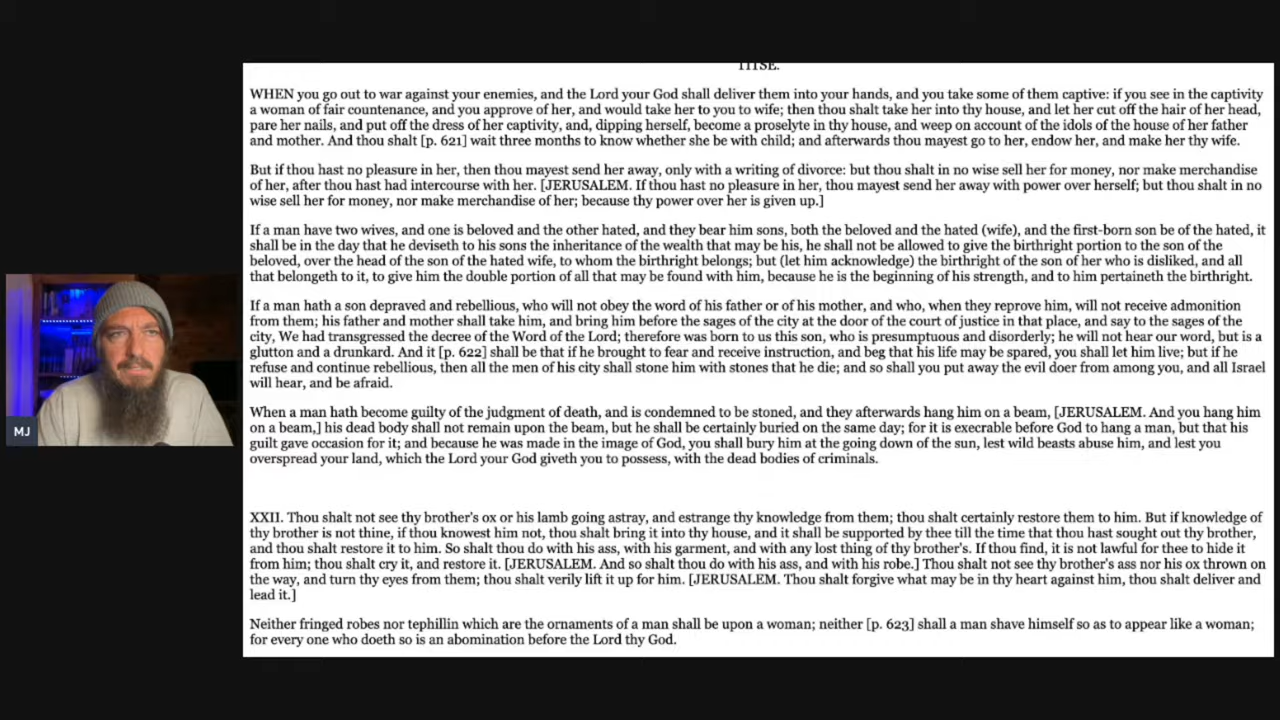 TITSE.
WHEN you go out to war against your enemies, and the Lord your God shall deliver them into your hands, and you take some of them captive: if you see in the captivity
a woman of fair countenance, and you approve of her, and would take her to you to wife; then thou shalt take her into thy house, and let her cut off the hair of her head,
pare her nails, and put off the dress of her captivity, and, dipping herself, become a proselyte in thy house, and weep on account of the idols of the house of her father
and mother. And thou shalt [p. 621] wait three months to know whether she be with child; and afterwards thou mayest go to her, endow her, and make her thy wife.
But if thou hast no pleasure in her, then thou mayest send her away, only with a writing of divorce: but thou shalt in no wise sell her for money, nor make merchandise
of her, after thou hast had intercourse with her. [JERUSALEM. If thou hast no pleasure in her, thou mayest send her away with power over herself; but thou shalt in no
wise sell her for money, nor make merchandise of her; because thy power over her is given up.]
If a man have two wives, and one is beloved and the other hated, and they bear him sons, both the beloved and the hated (wife), and the first-born son be of the hated, it
shall be in the day that he deviseth to his sons the inheritance of the wealth that may be his, he shall not be allowed to give the birthright portion to the son of the
beloved, over the head of the son of the hated wife, to whom the birthright belongs; but (let him acknowledge) the birthright of the son of her who is disliked, and all
that belongeth to it, to give him the double portion of all that may be found with him, because he is the beginning of his strength, and to him pertaineth the birthright.
If a man hath a son depraved and rebellious, who will not obey the word of his father or of his mother, and who, when they reprove him, will not receive admonition
from them; his father and mother shall take him, and bring him before the sages of the city at the door of the court of justice in that place, and say to the sages of the
city, We had transgressed the decree of the Word of the Lord; therefore was born to us this son, who is presumptuous and disorderly; he will not hear our word, but is a
glutton and a drunkard. And it [p. 622] shall be that if he brought to fear and receive instruction, and beg that his life may be spared, you shall let him live; but if he
refuse and continue rebellious, then all the men of his city shall stone him with stones that he die; and so shall you put away the evil doer from among you, and all Israel
will hear, and be afraid.
When a man hath become guilty of the judgment of death, and is condemned to be stoned, and they afterwards hang him on a beam, [JERUSALEM. And you hang him
on a beam,] his dead body shall not remain upon the beam, but he shall be certainly buried on the same day; for it is execrable before God to hang a man, but that his
guilt gave occasion for it; and because he was made in the image of God, you shall bury him at the going down of the sun, lest wild beasts abuse him, and lest you
overspread your land, which the Lord your God giveth you to possess, with the dead bodies of criminals.
MJ
XXII. Thou shalt not see thy brother's ox or his lamb going astray, and estrange thy knowledge from them; thou shalt certainly restore them to him. But if knowledge of
thy brother is not thine, if thou knowest him not, thou shalt bring it into thy house, and it shall be supported by thee till the time that thou hast sought out thy brother,
and thou shalt restore it to him. So shalt thou do with his ass, with his garment, and with any lost thing of thy brother's. If thou find, it is not lawful for thee to hide it
from him; thou shalt cry it, and restore it. [JERUSALEM. And so shalt thou do with his ass, and with his robe.] Thou shalt not see thy brother's ass nor his ox thrown on
the way, and turn thy eyes from them; thou shalt verily lift it up for him. [JERUSALEM. Thou shalt forgive what may be in thy heart against him, thou shalt deliver and
lead it.]
Neither fringed robes nor tephillin which are the ornaments of a man shall be upon a woman; neither [p. 623] shall a man shave himself so as to appear like a woman;
for every one who doeth so is an abomination before the Lord thy God.